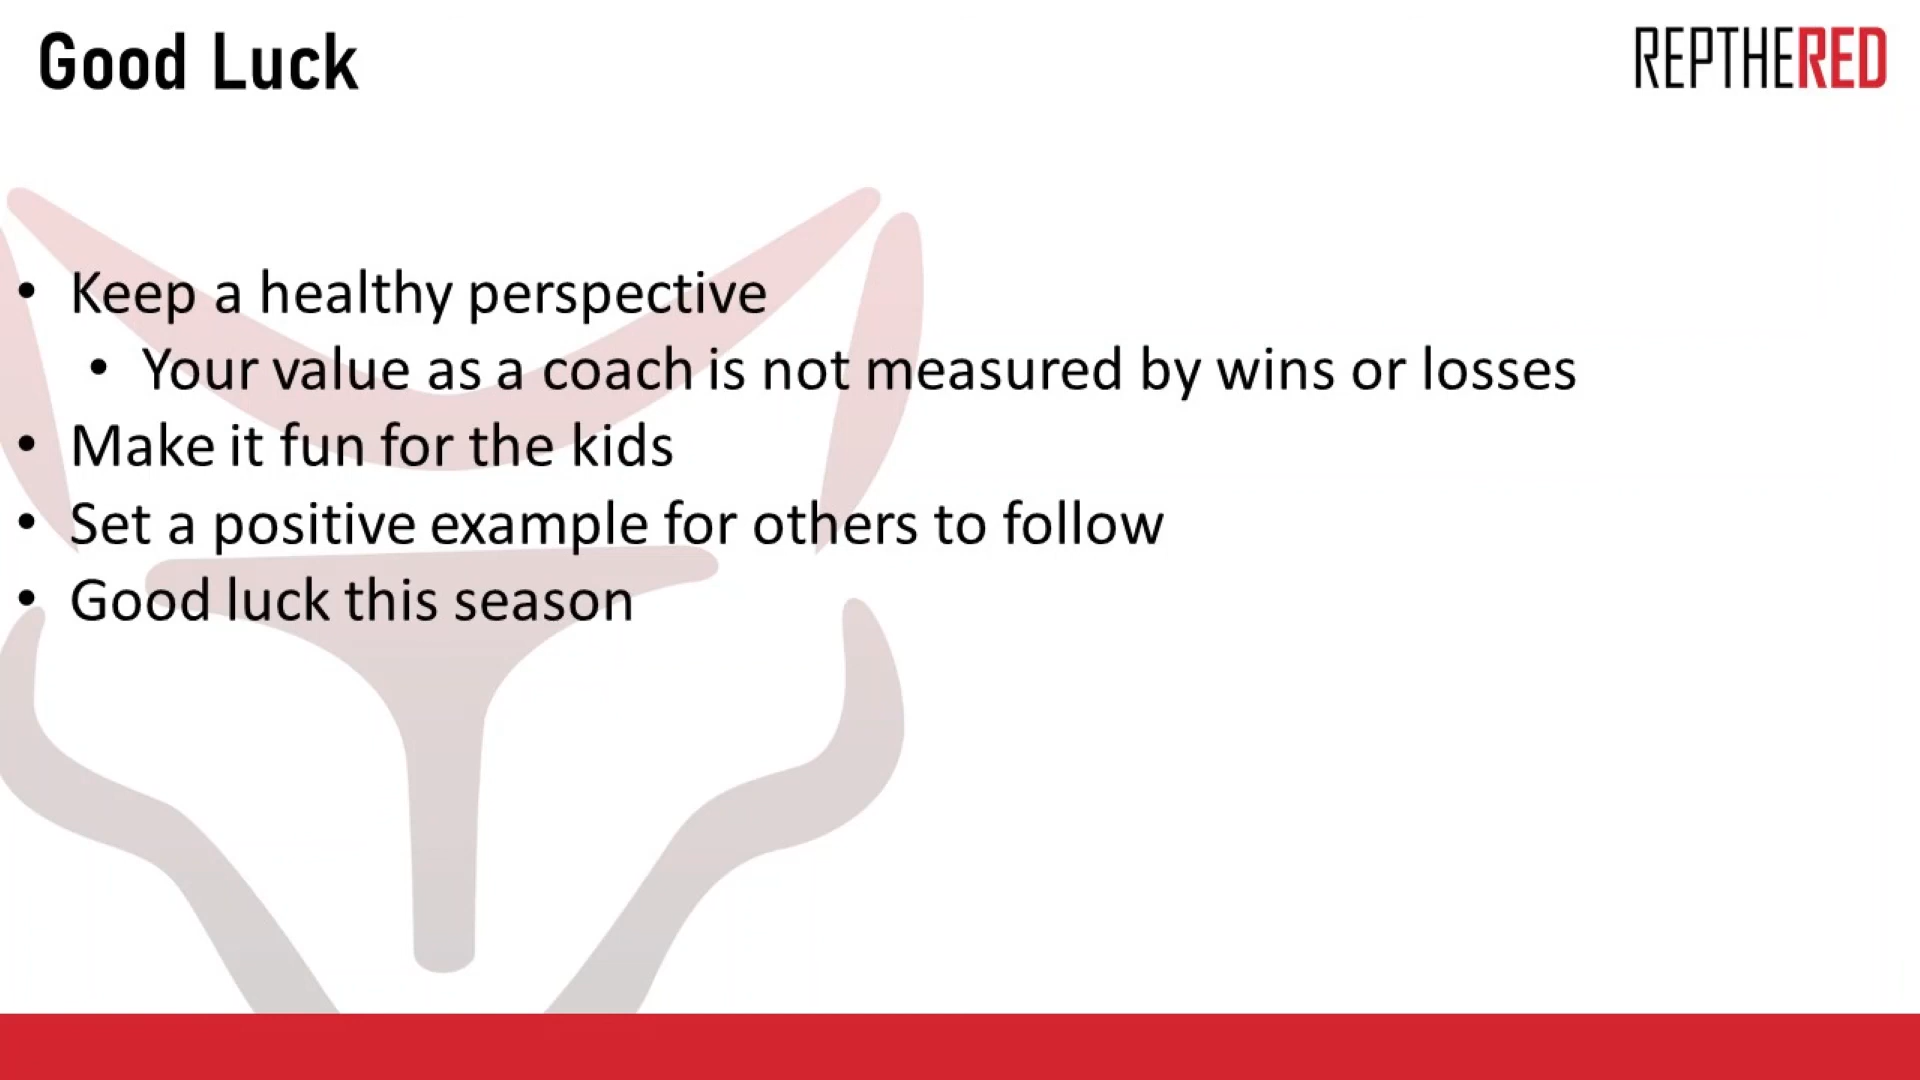 Good Luck
REPTHERED
• Keep a healthy perspective
• Your value as a coach is not measured by wins or losses
• Make it fun for the kids
• Set a positive example for others to follow
• Good luck this season